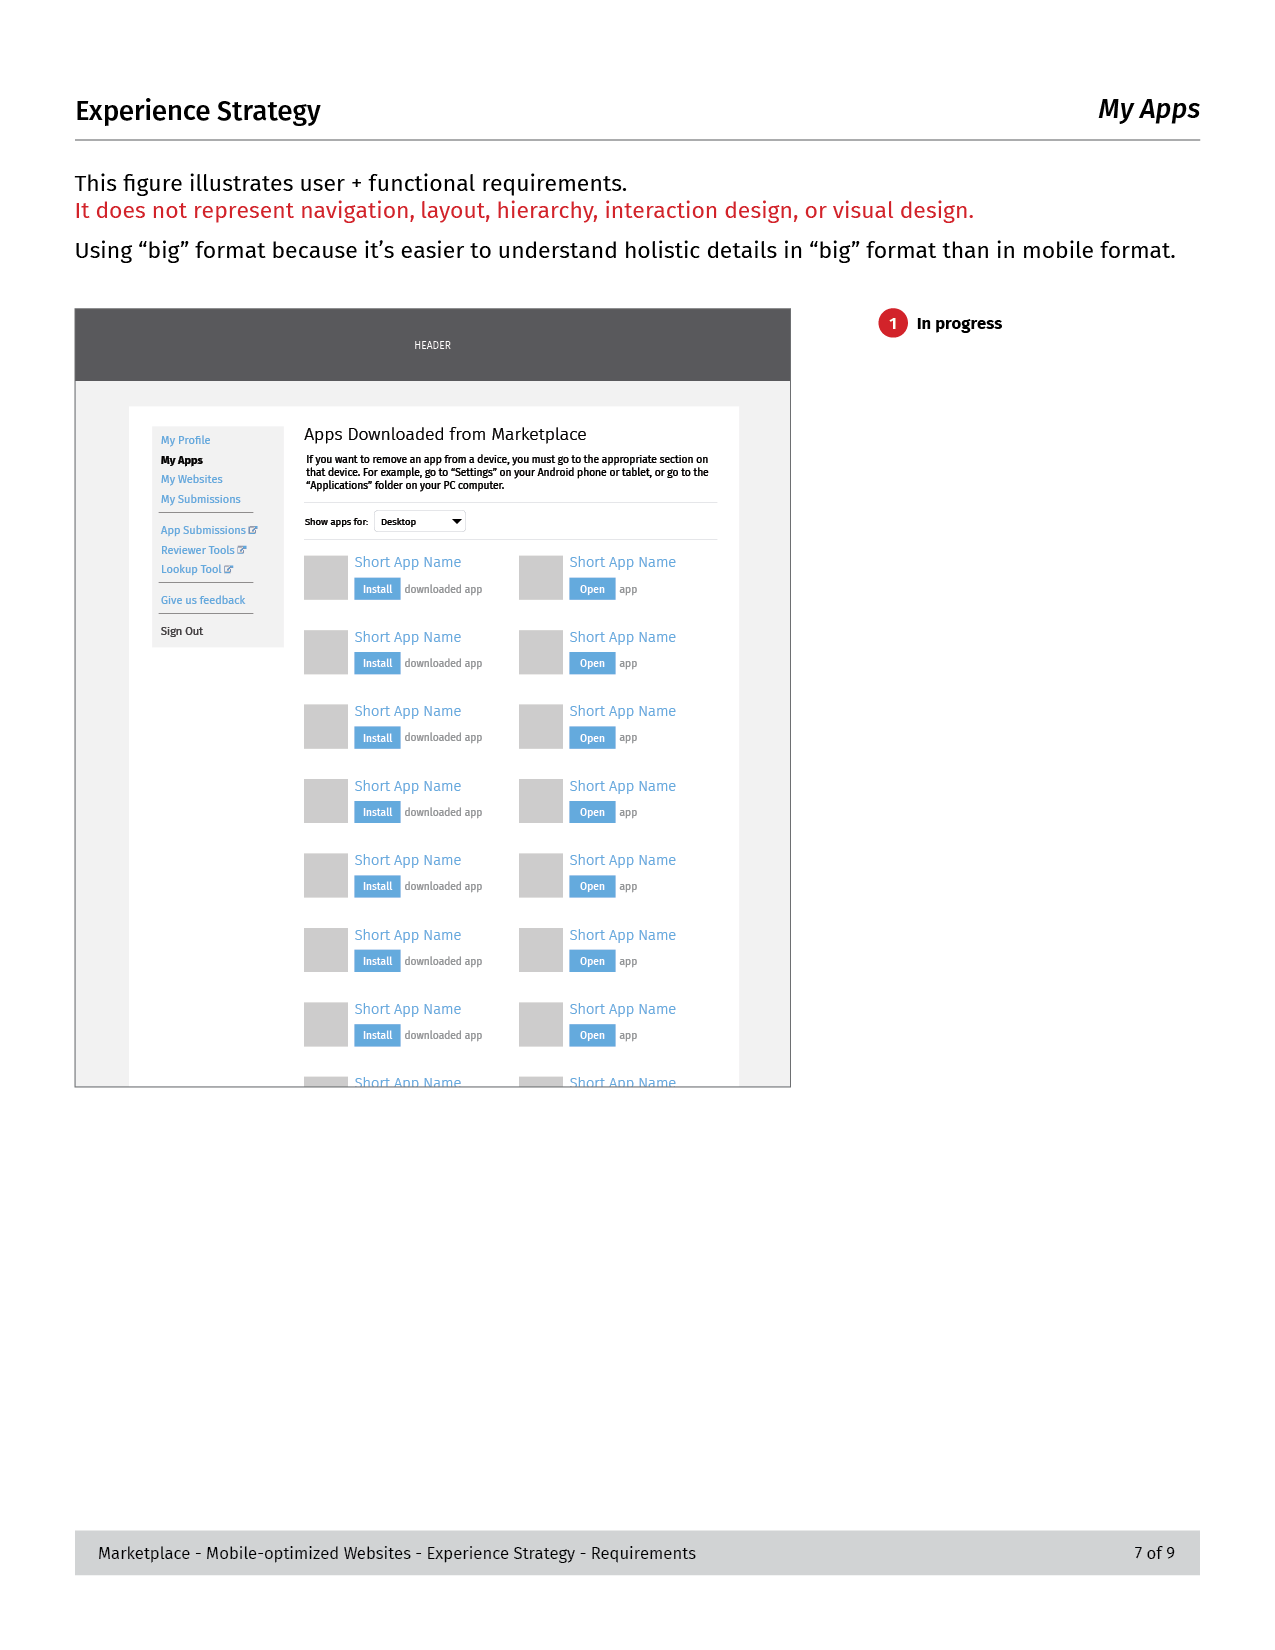 Experience Strategy
My Apps
This figure illustrates user + functional requirements.
It does not represent navigation, layout, hierarchy, interaction design, or visual design.
Using “big” format because it’s easier to understand holistic details in “big” format than in mobile format.
HEADER
1 In progress
My Profile
My Apps
My Websites
My Submissions
App Submissions
Reviewer Tools
Lookup Tool
Give us feedback
Sign Out
Apps Downloaded from Marketplace
If you want to remove an app from a device, you must go to the appropriate section on
that device. For example, go to “Settings” on your Android phone or tablet, or go to the
“Applications” folder on your PC computer.
Show apps for: Desktop
Short App Name Short App Name
Install downloaded app Open app
Short App Name Short App Name
Install downloaded app Open app
Short App Name Short App Name
Install downloaded app Open app
Short App Name Short App Name
Install downloaded app Open app
Short App Name Short App Name
Install downloaded app Open app
Short App Name Short App Name
Install downloaded app Open app
Short App Name Short App Name
Install downloaded app Open app
Short App Name Short App Name
Marketplace - Mobile-optimized Websites - Experience Strategy - Requirements
7 of 9